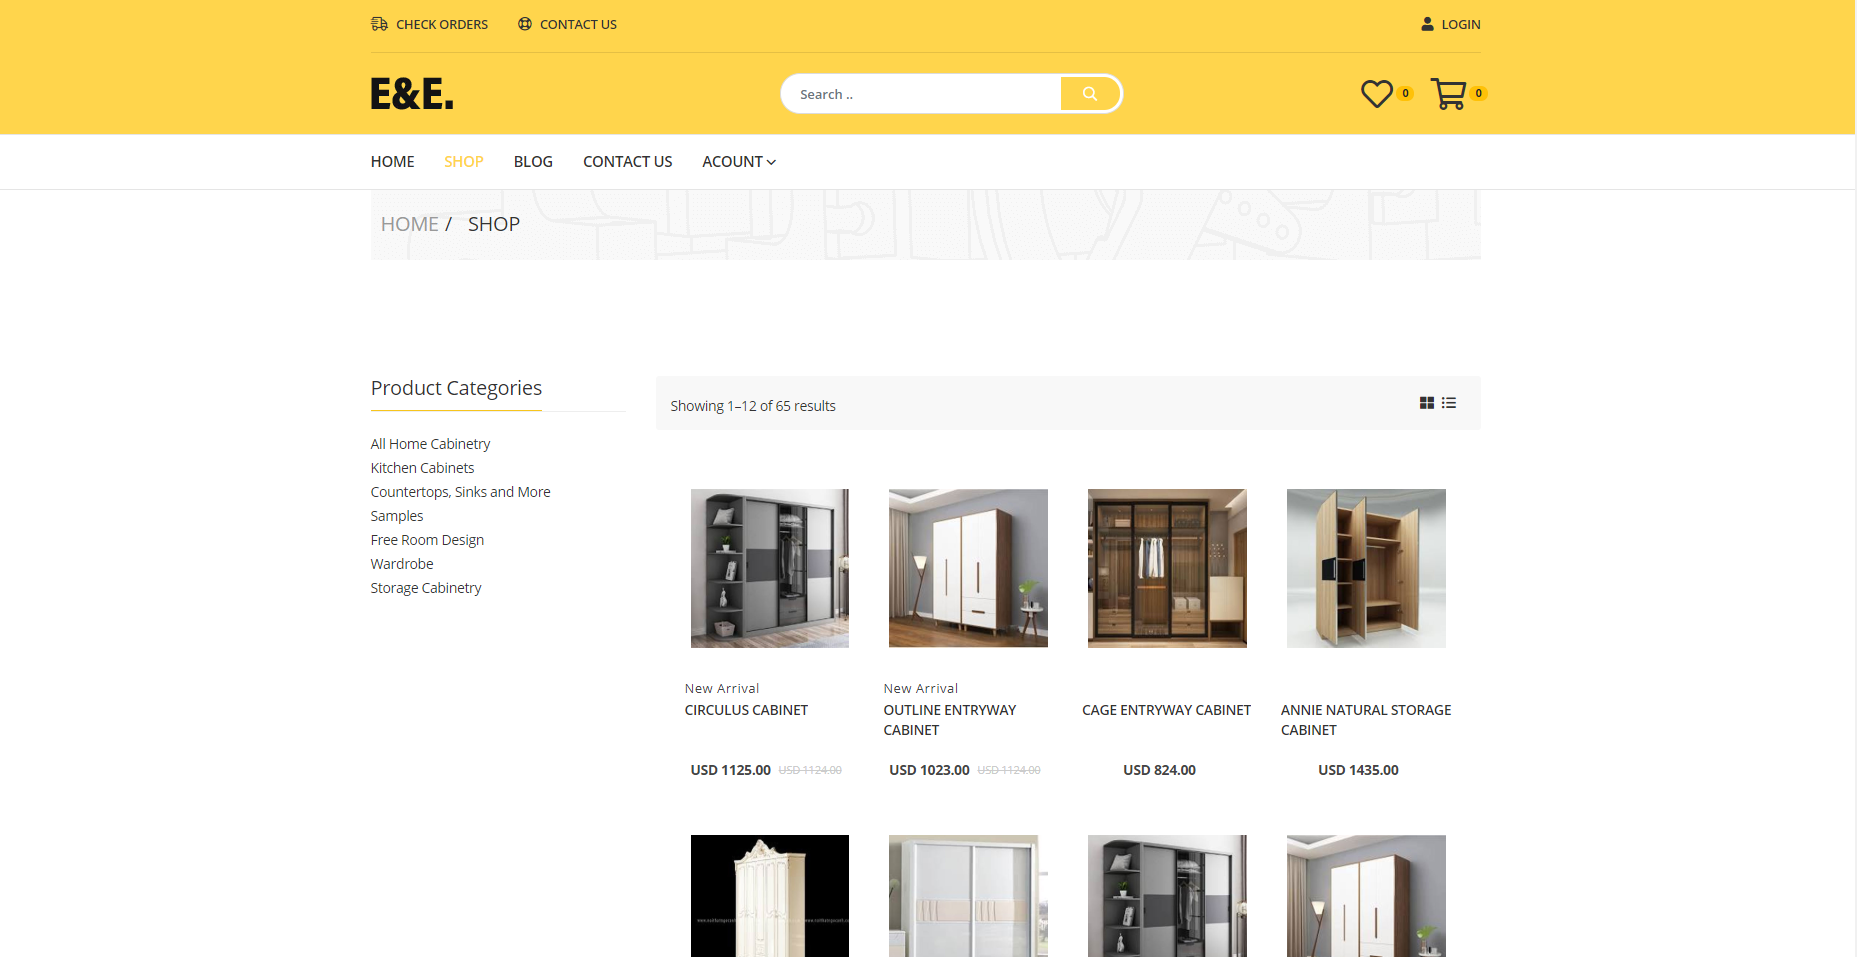 CHECK ORDERS
CONTACT US
LOGIN
E&E.
Search ..
0
0
HOME
SHOP
BLOG
CONTACT US
ACOUNT
HOME / SHOP
Product Categories
All Home Cabinetry
Kitchen Cabinets
Countertops, Sinks and More
Samples
Free Room Design
Wardrobe
Storage Cabinetry
Showing 1–12 of 65 results
New Arrival
CIRCULUS CABINET
USD 1125.00 USD 1124.00
New Arrival
OUTLINE ENTRYWAY
CABINET
USD 1023.00 USD 1124.00
CAGE ENTRYWAY CABINET
USD 824.00
ANNIE NATURAL STORAGE
CABINET
USD 1435.00